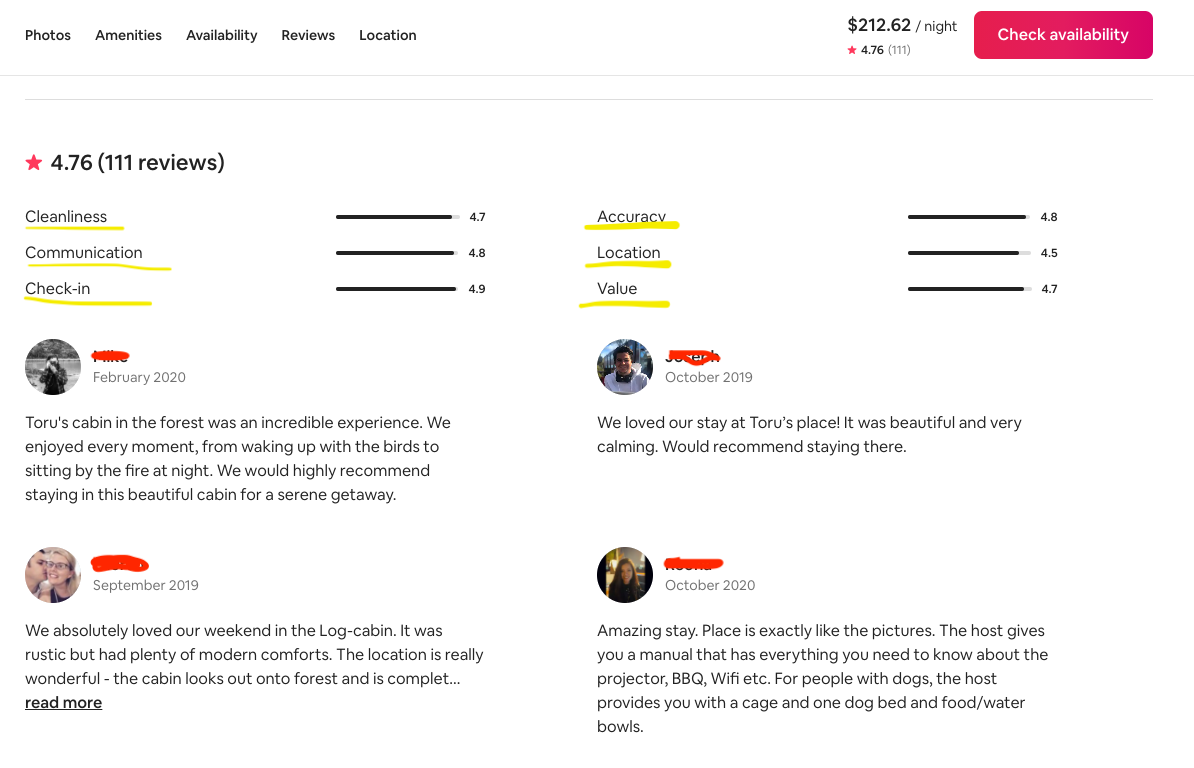 Photos Amenities Availability Reviews Location
$212.62 / night
4.76 (111)
Check availability
4.76 (111 reviews)
Cleanliness 4.7
Accuracy 4.8
Communication 4.8
Location 4.5
Check-in 4.9
Value 4.7
February 2020
Toru's cabin in the forest was an incredible experience. We
enjoyed every moment, from waking up with the birds to
sitting by the fire at night. We would highly recommend
staying in this beautiful cabin for a serene getaway.
October 2019
We loved our stay at Toru’s place! It was beautiful and very
calming. Would recommend staying there.
September 2019
We absolutely loved our weekend in the Log-cabin. It was
rustic but had plenty of modern comforts. The location is really
wonderful - the cabin looks out onto forest and is complet...
read more
October 2020
Amazing stay. Place is exactly like the pictures. The host gives
you a manual that has everything you need to know about the
projector, BBQ, Wifi etc. For people with dogs, the host
provides you with a cage and one dog bed and food/water
bowls.